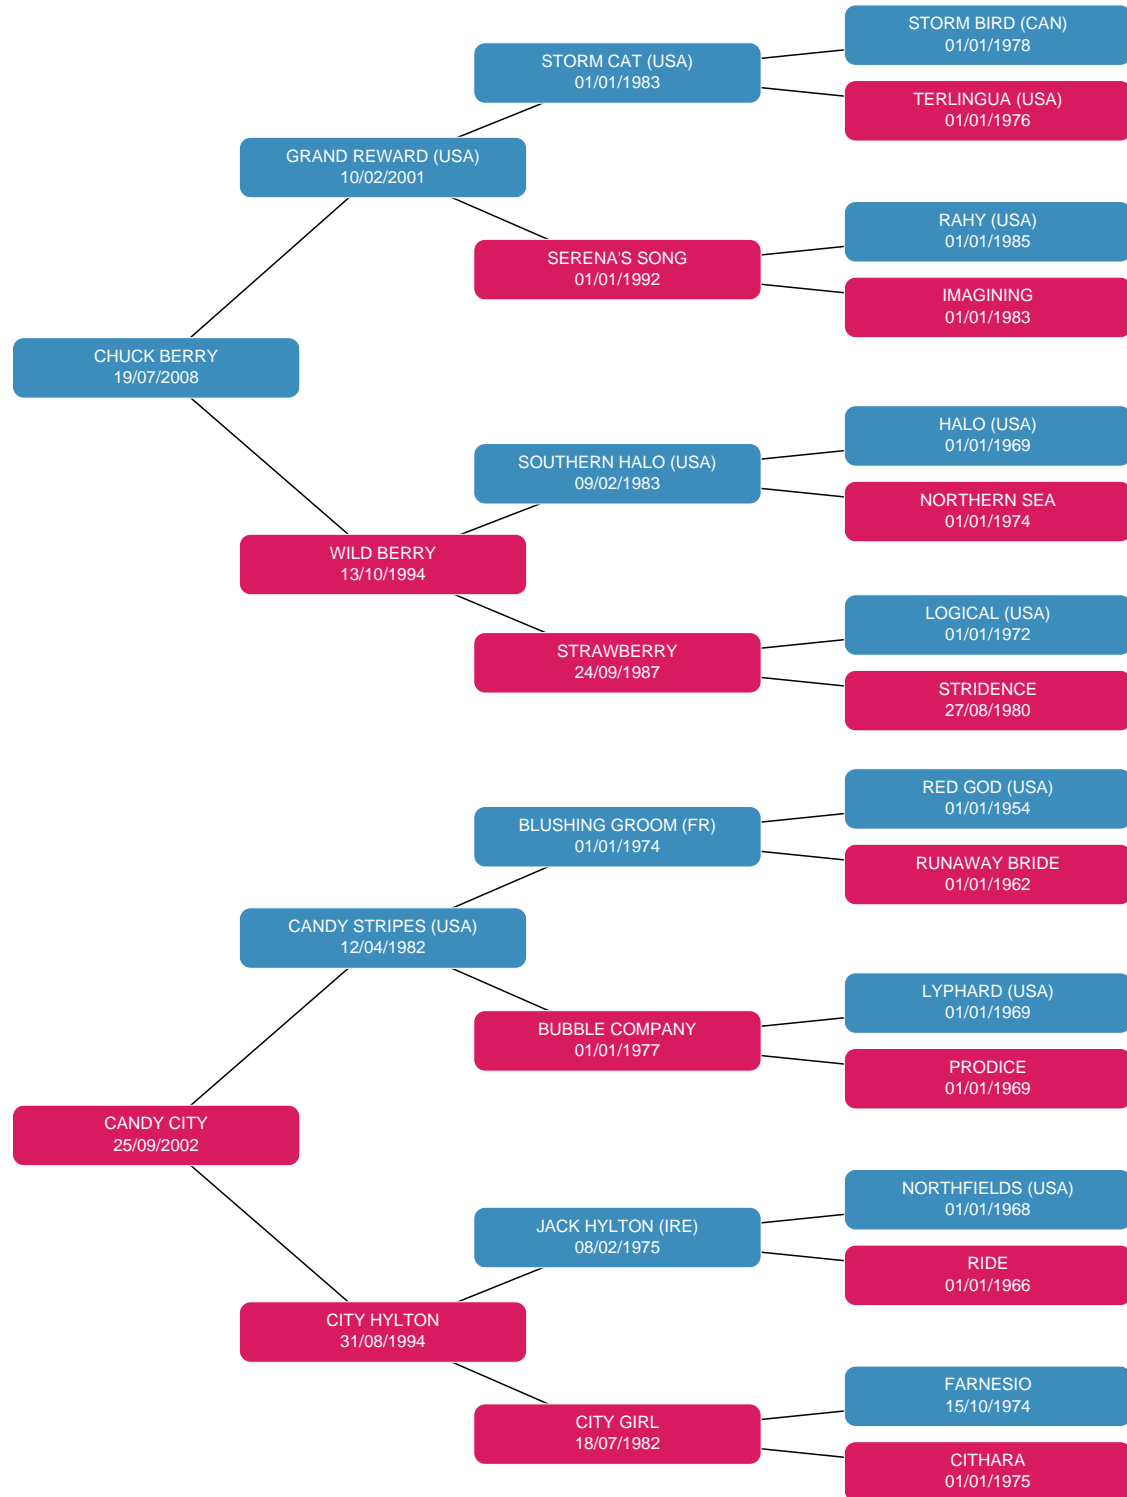 STORM BIRD (CAN)
01/01/1978
STORM CAT (USA)
01/01/1983
TERLINGUA (USA)
01/01/1976
GRAND REWARD (USA)
10/02/2001
RAHY (USA)
01/01/1985
SERENA'S SONG
01/01/1992
IMAGINING
01/01/1983
CHUCK BERRY
19/07/2008
HALO (USA)
01/01/1969
SOUTHERN HALO (USA)
09/02/1983
NORTHERN SEA
01/01/1974
WILD BERRY
13/10/1994
LOGICAL (USA)
01/01/1972
STRAWBERRY
24/09/1987
STRIDENCE
27/08/1980
RED GOD (USA)
01/01/1954
BLUSHING GROOM (FR)
01/01/1974
RUNAWAY BRIDE
01/01/1962
CANDY STRIPES (USA)
12/04/1982
LYPHARD (USA)
01/01/1969
BUBBLE COMPANY
01/01/1977
PRODICE
01/01/1969
CANDY CITY
25/09/2002
NORTHFIELDS (USA)
01/01/1968
JACK HYLTON (IRE)
08/02/1975
RIDE
01/01/1966
CITY HYLTON
31/08/1994
FARNESIO
15/10/1974
CITY GIRL
18/07/1982
CITHARA
01/01/1975